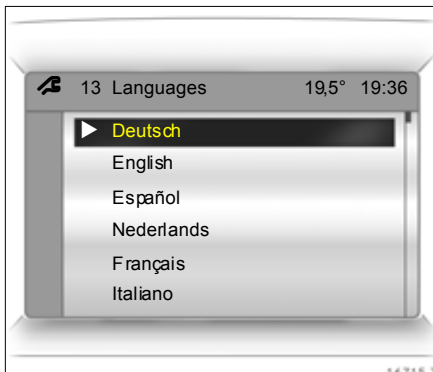 13 Languages 19,5° 19:36
Deutsch
English
Español
Nederlands
Français
Italiano